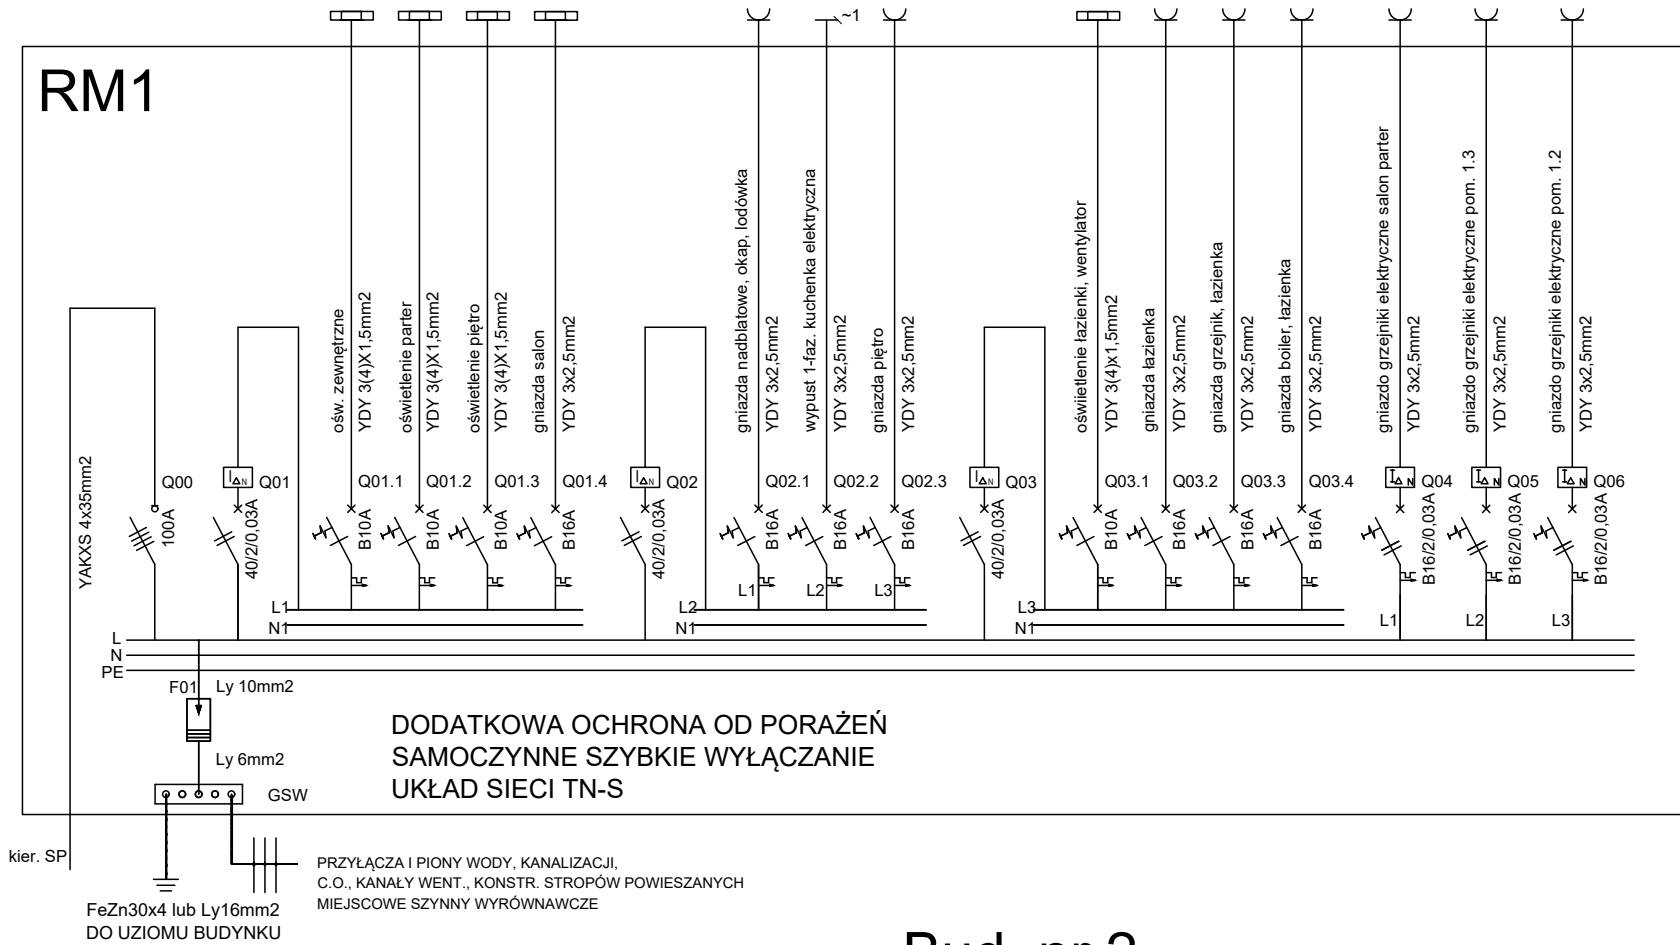 ~1
RM1
YAKXS 4x35mm2
Q00
100A
Q01
40/2/0,03A
ośw. zewnętrzne
YDY 3(4)X1,5mm2
Q01.1
B10A
oświetlenie parter
YDY 3(4)X1,5mm2
Q01.2
B10A
oświetlenie piętro
YDY 3(4)X1,5mm2
Q01.3
B10A
gniazda salon
YDY 3x2,5mm2
Q01.4
B16A
L1
N1
Q02
40/2/0,03A
gniazda nadblatowe, okap, lodówka
YDY 3x2,5mm2
Q02.1
B16A
L1
wypust 1-faz. kuchenka elektryczna
YDY 3x2,5mm2
Q02.2
B16A
L2
gniazda piętro
YDY 3x2,5mm2
Q02.3
B16A
L3
L2
N1
Q03
40/2/0,03A
oświietlenie łazienki, wentylator
YDY 3(4)x1,5mm2
Q03.1
B10A
gniazda łazienka
YDY 3x2,5mm2
Q03.2
B16A
gniazda grzejnik, łazienka
YDY 3x2,5mm2
Q03.3
B16A
gniazda boiler, łazienka
YDY 3x2,5mm2
Q03.4
B16A
L3
N1
gniazdo grzejniki elektryczne salon parter
YDY 3x2,5mm2
Q04
B16/2/0,03A
L1
gniazdo grzejniki elektryczne pom. 1.3
YDY 3x2,5mm2
Q05
B16/2/0,03A
L2
gniazdo grzejniki elektryczne pom. 1.2
YDY 3x2,5mm2
Q06
B16/2/0,03A
L3
I∆N
I∆N
I∆N
I∆N
I∆N
I∆N
L
N
PE
F01
Ly 10mm2
Ly 6mm2
GSW
DODATKOWA OCHRONA OD PORAŻEŃ
SAMOCZYNNE SZYBKIE WYŁĄCZANIE
UKŁAD SIECI TN-S
kier. SP
PRZYŁĄCZA I PIONY WODY, KANALIZACJI,
C.O., KANAŁY WENT., KONSTR. STROPÓW POWIESZANYCH
MIEJSCOWE SZYNNY WYRÓWNAWCZE
FeZn30x4 lub Ly16mm2
DO UZIOMU BUDYNKU
Bud. nr 2